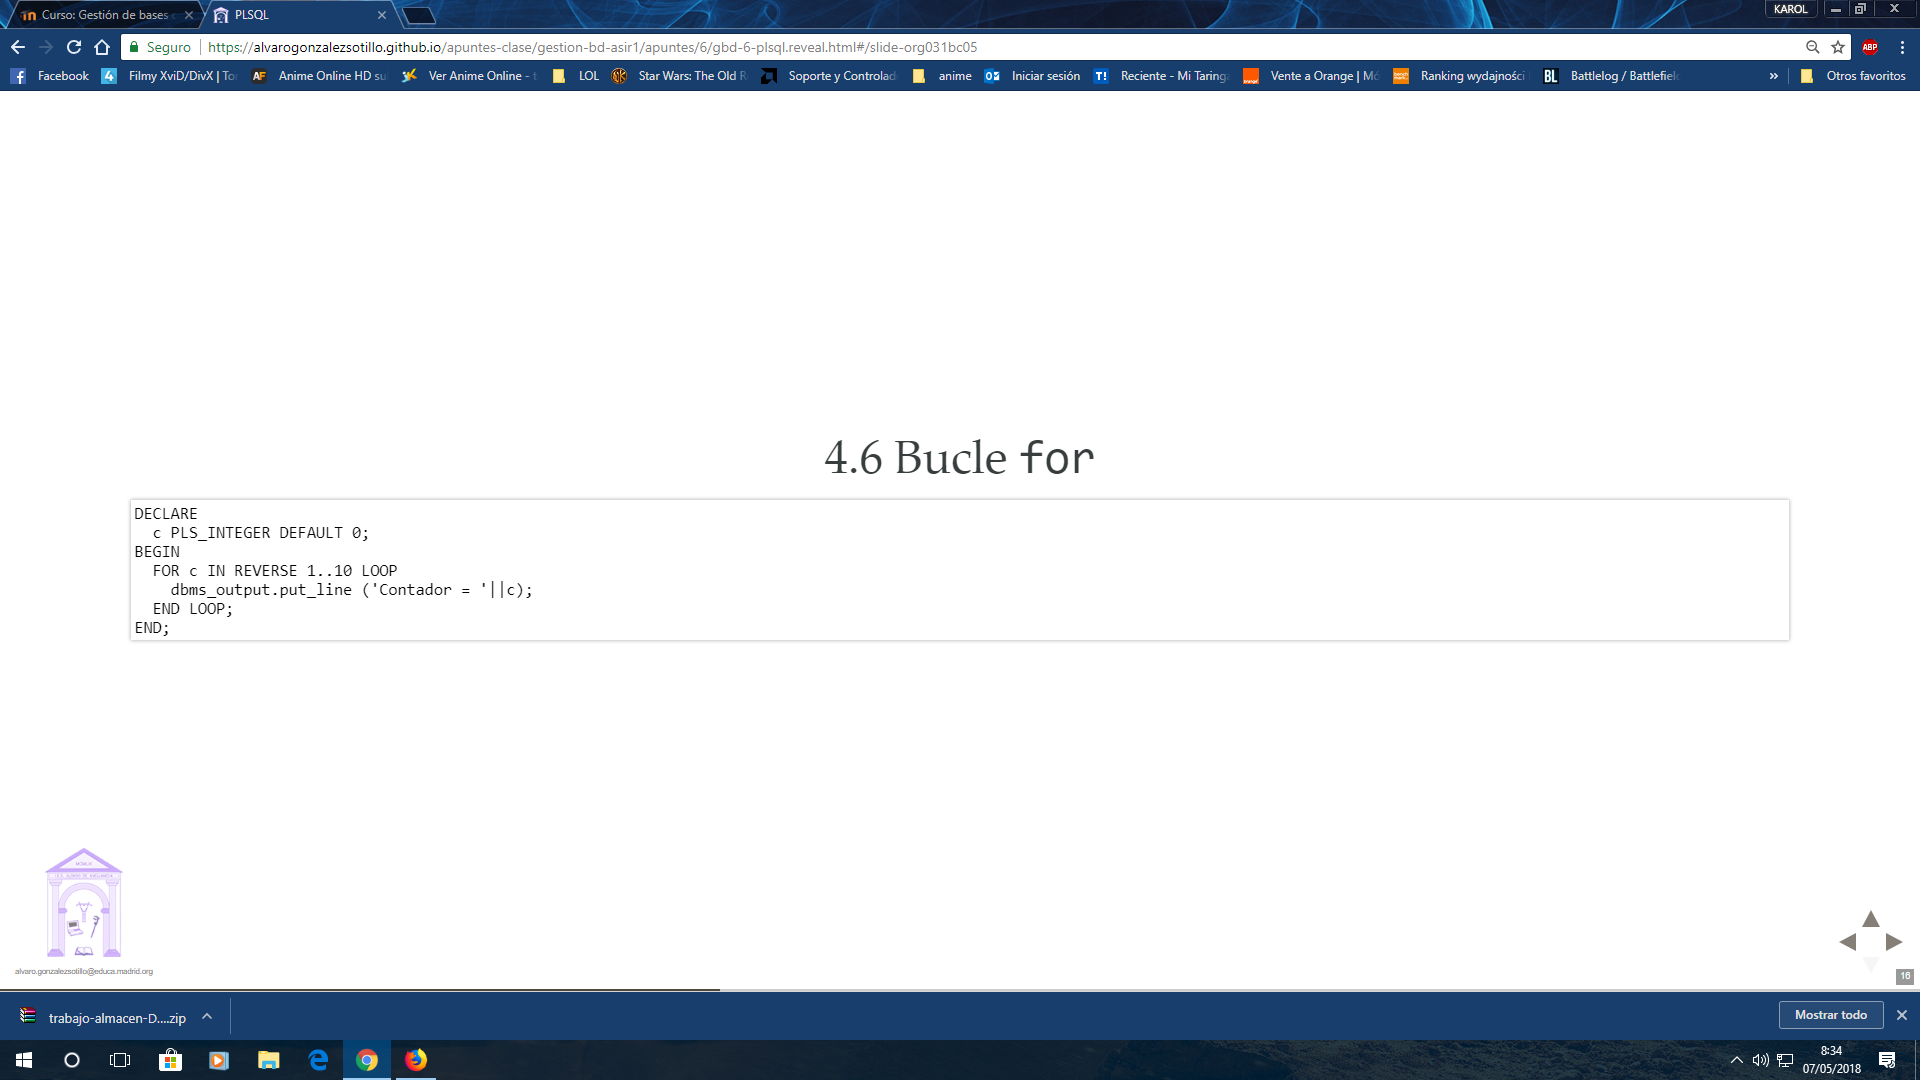 Curso: Gestión de bases
PLSQL
KAROL
Seguro
https://alvarogonzalezsotillo.github.io/apuntes-clase/gestion-bd-asir1/apuntes/6/gbd-6-plsql.reveal.html#/slide-org031bc05
ABP
Facebook
Filmy XviD/DivX | To
Anime Online HD su
Ver Anime Online - t
LOL
Star Wars: The Old R
Soporte y Controlad
anime
Iniciar sesión
Reciente - Mi Taringa
Vente a Orange | Mó
Ranking wydajności
BL
Battlelog / Battlefiel
»
Otros favoritos
4.6 Bucle for
DECLARE
c PLS_INTEGER DEFAULT 0;
BEGIN
FOR c IN REVERSE 1..10 LOOP
dbms_output.put_line ('Contador = '||c);
END LOOP;
END;
alvaro.gonzalezsotillo@educa.madrid.org
16
trabajo-almacen-D....zip
Mostrar todo
8:34
07/05/2018